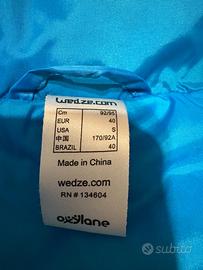 wedze.com
Cm 92/95
EUR 40
USA S
中国 170/92A
BRAZIL 40
Made in China
wedze.com
RN # 134604
oxylane
subito